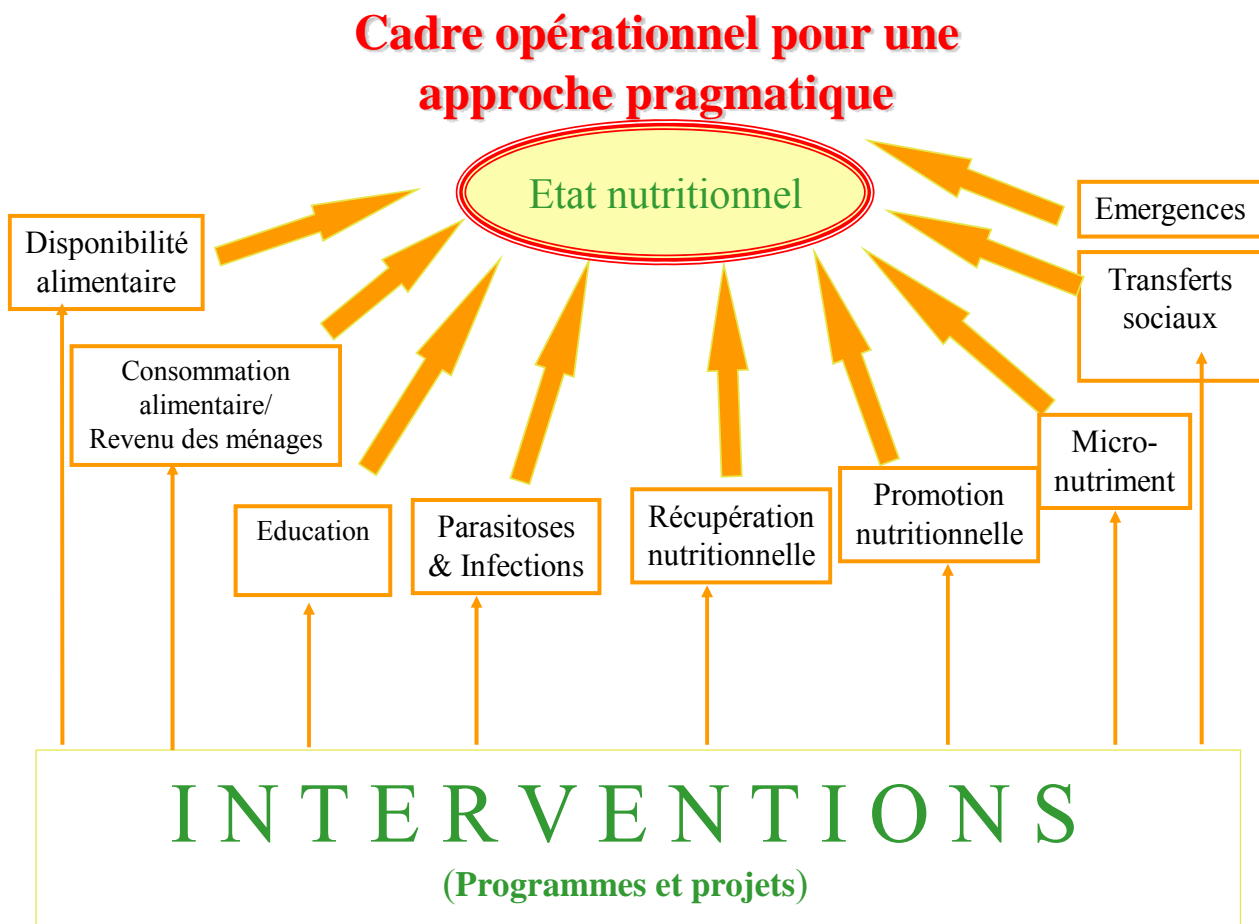 Cadre opérationnel pour une
approche pragmatique
Etat nutritionnel
Disponibilité
alimentaire
Consommation
alimentaire/
Revenu des ménages
Education
Parasitoses
& Infections
Récupération
nutritionnelle
Promotion
nutritionnelle
Micro-
nutriment
Transferts
sociaux
Emergences
INTERVENTIONS
(Programmes et projets)